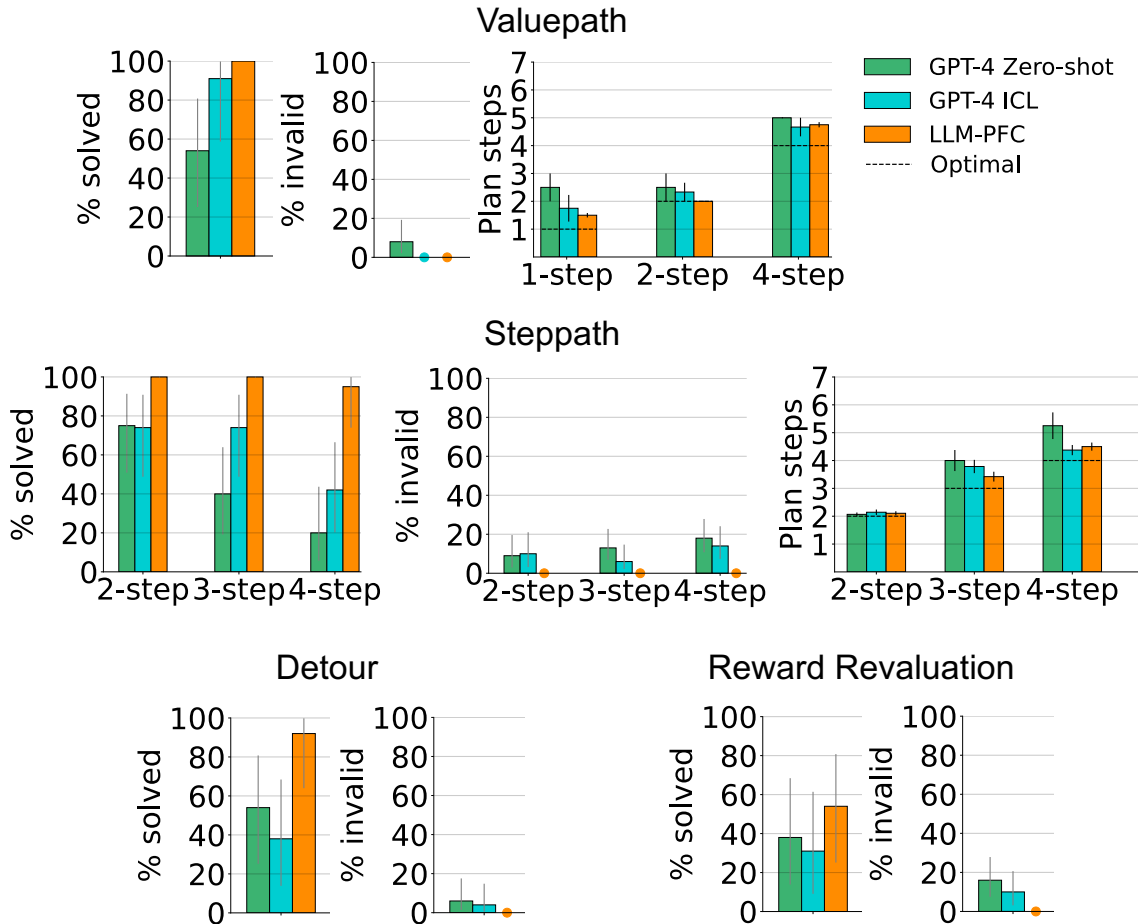 Valuepath
% solved
100
80
60
40
20
0
% invalid
100
80
60
40
20
0
Plan steps
7
6
5
4
3
2
1
1-step 2-step 4-step
GPT-4 Zero-shot
GPT-4 ICL
LLM-PFC
Optimal
Steppath
% solved
100
80
60
40
20
0
2-step 3-step 4-step
% invalid
100
80
60
40
20
0
2-step 3-step 4-step
Plan steps
7
6
5
4
3
2
1
2-step 3-step 4-step
Detour
% solved
100
80
60
40
20
0
% invalid
100
80
60
40
20
0
Reward Revaluation
% solved
100
80
60
40
20
0
% invalid
100
80
60
40
20
0